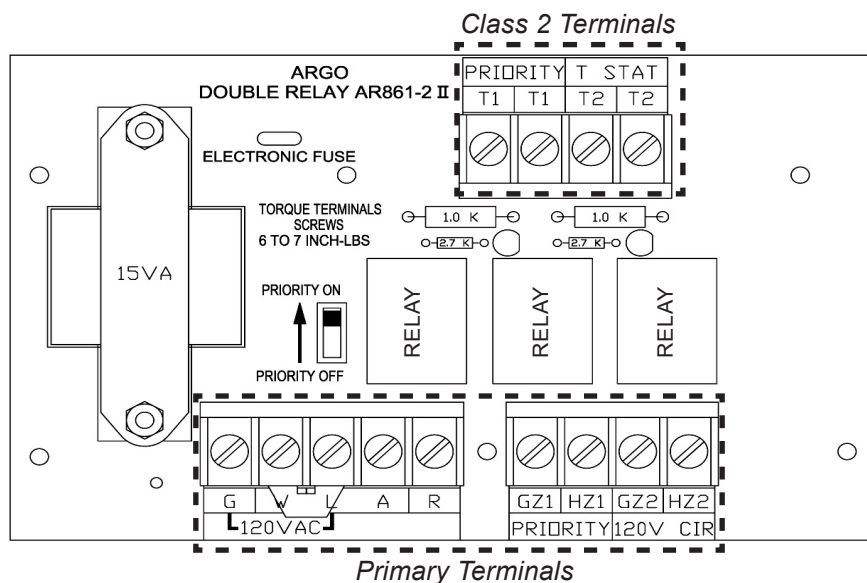 Class 2 Terminals
ARGO
DOUBLE RELAY AR861-2 II
PRIORITY T STAT
T1 T1 T2 T2
ELECTRONIC FUSE
TORQUE TERMINALS
SCREWS
6 TO 7 INCH-LBS
1.0 K 1.0 K
2.7 K 2.7 K
15VA
PRIORITY ON
PRIORITY OFF
RELAY
RELAY
RELAY
G W L A R
120VAC
GZ1 HZ1 GZ2 HZ2
PRIORITY 120V CIR
Primary Terminals